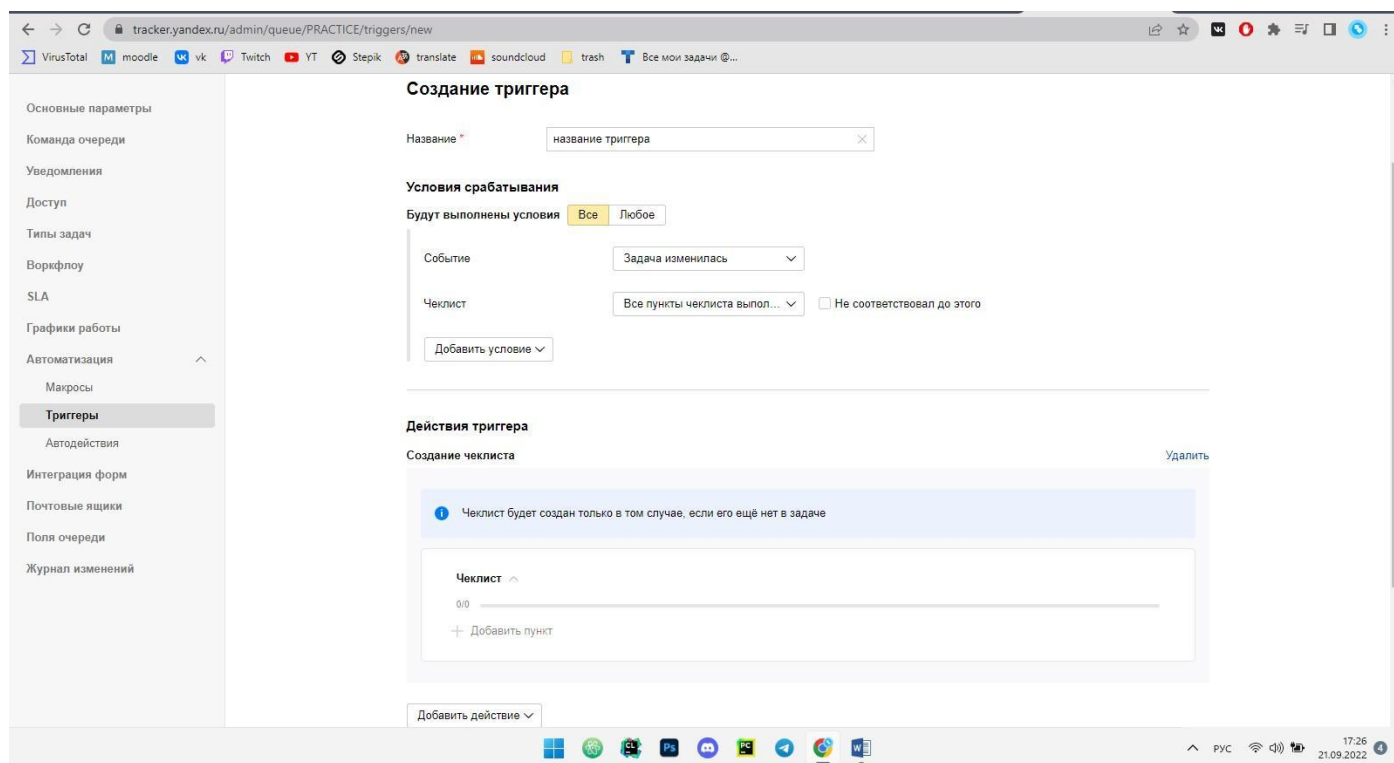 tracker.yandex.ru/admin/queue/PRACTICE/triggers/new
VirusTotal moodle vk Twitch YT Stepik translate soundcloud trash Все мои задачи @...
Создание триггера
Основные параметры
Команда очереди
Уведомления
Доступ
Типы задач
Воркфлоу
SLA
Графики работы
Автоматизация
Макросы
Триггеры
Автодействия
Интеграция форм
Почтовые ящики
Поля очереди
Журнал изменений
Название *
название триггера
Условия срабатывания
Будут выполнены условия Все Любое
Событие Задача изменилась
Чеклист Все пункты чеклиста выпол... Не соответствовал до этого
Добавить условие
Действия триггера
Создание чеклиста Удалить
Чеклист будет создан только в том случае, если его ещё нет в задаче
Чеклист
0/0
+ Добавить пункт
Добавить действие
РУС 17:26
21.09.2022 4